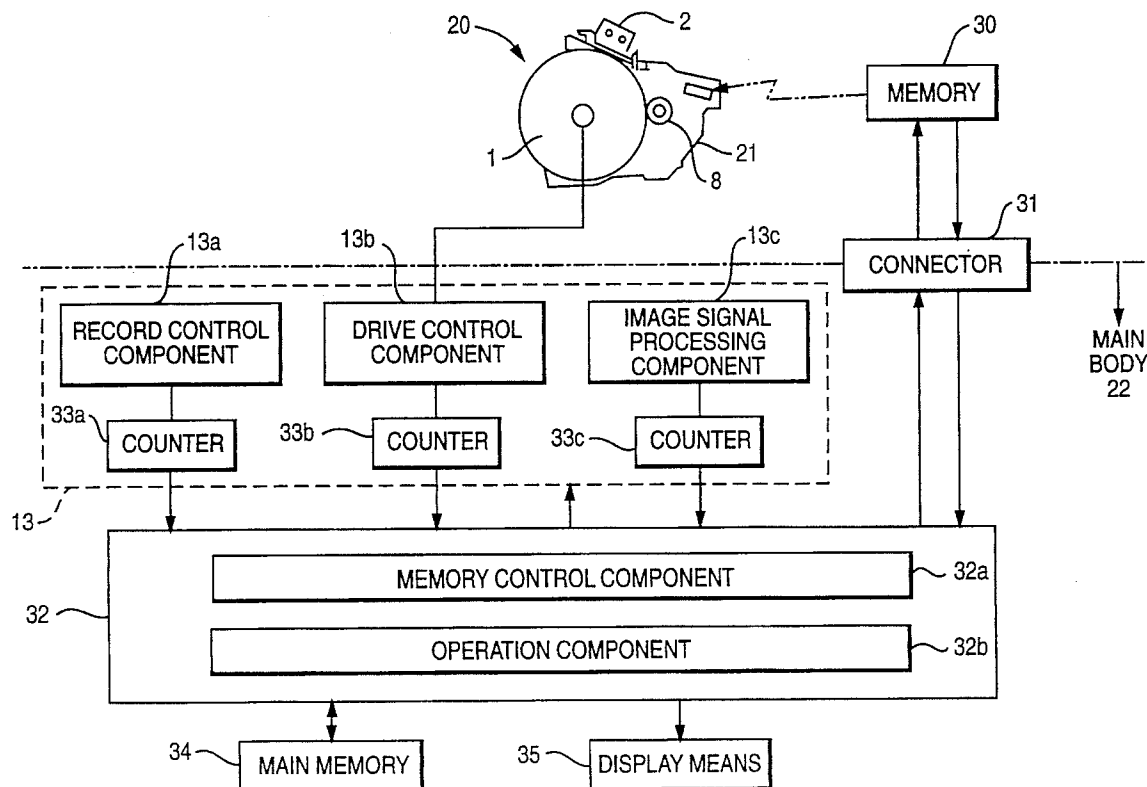 2
20
30
MEMORY
1
21
8
31
13a
13b
13c
CONNECTOR
RECORD CONTROL
COMPONENT
DRIVE CONTROL
COMPONENT
IMAGE SIGNAL
PROCESSING
COMPONENT
MAIN
BODY
22
33a
COUNTER
33b
COUNTER
33c
COUNTER
13
32
MEMORY CONTROL COMPONENT
32a
OPERATION COMPONENT
32b
34
MAIN MEMORY
35
DISPLAY MEANS